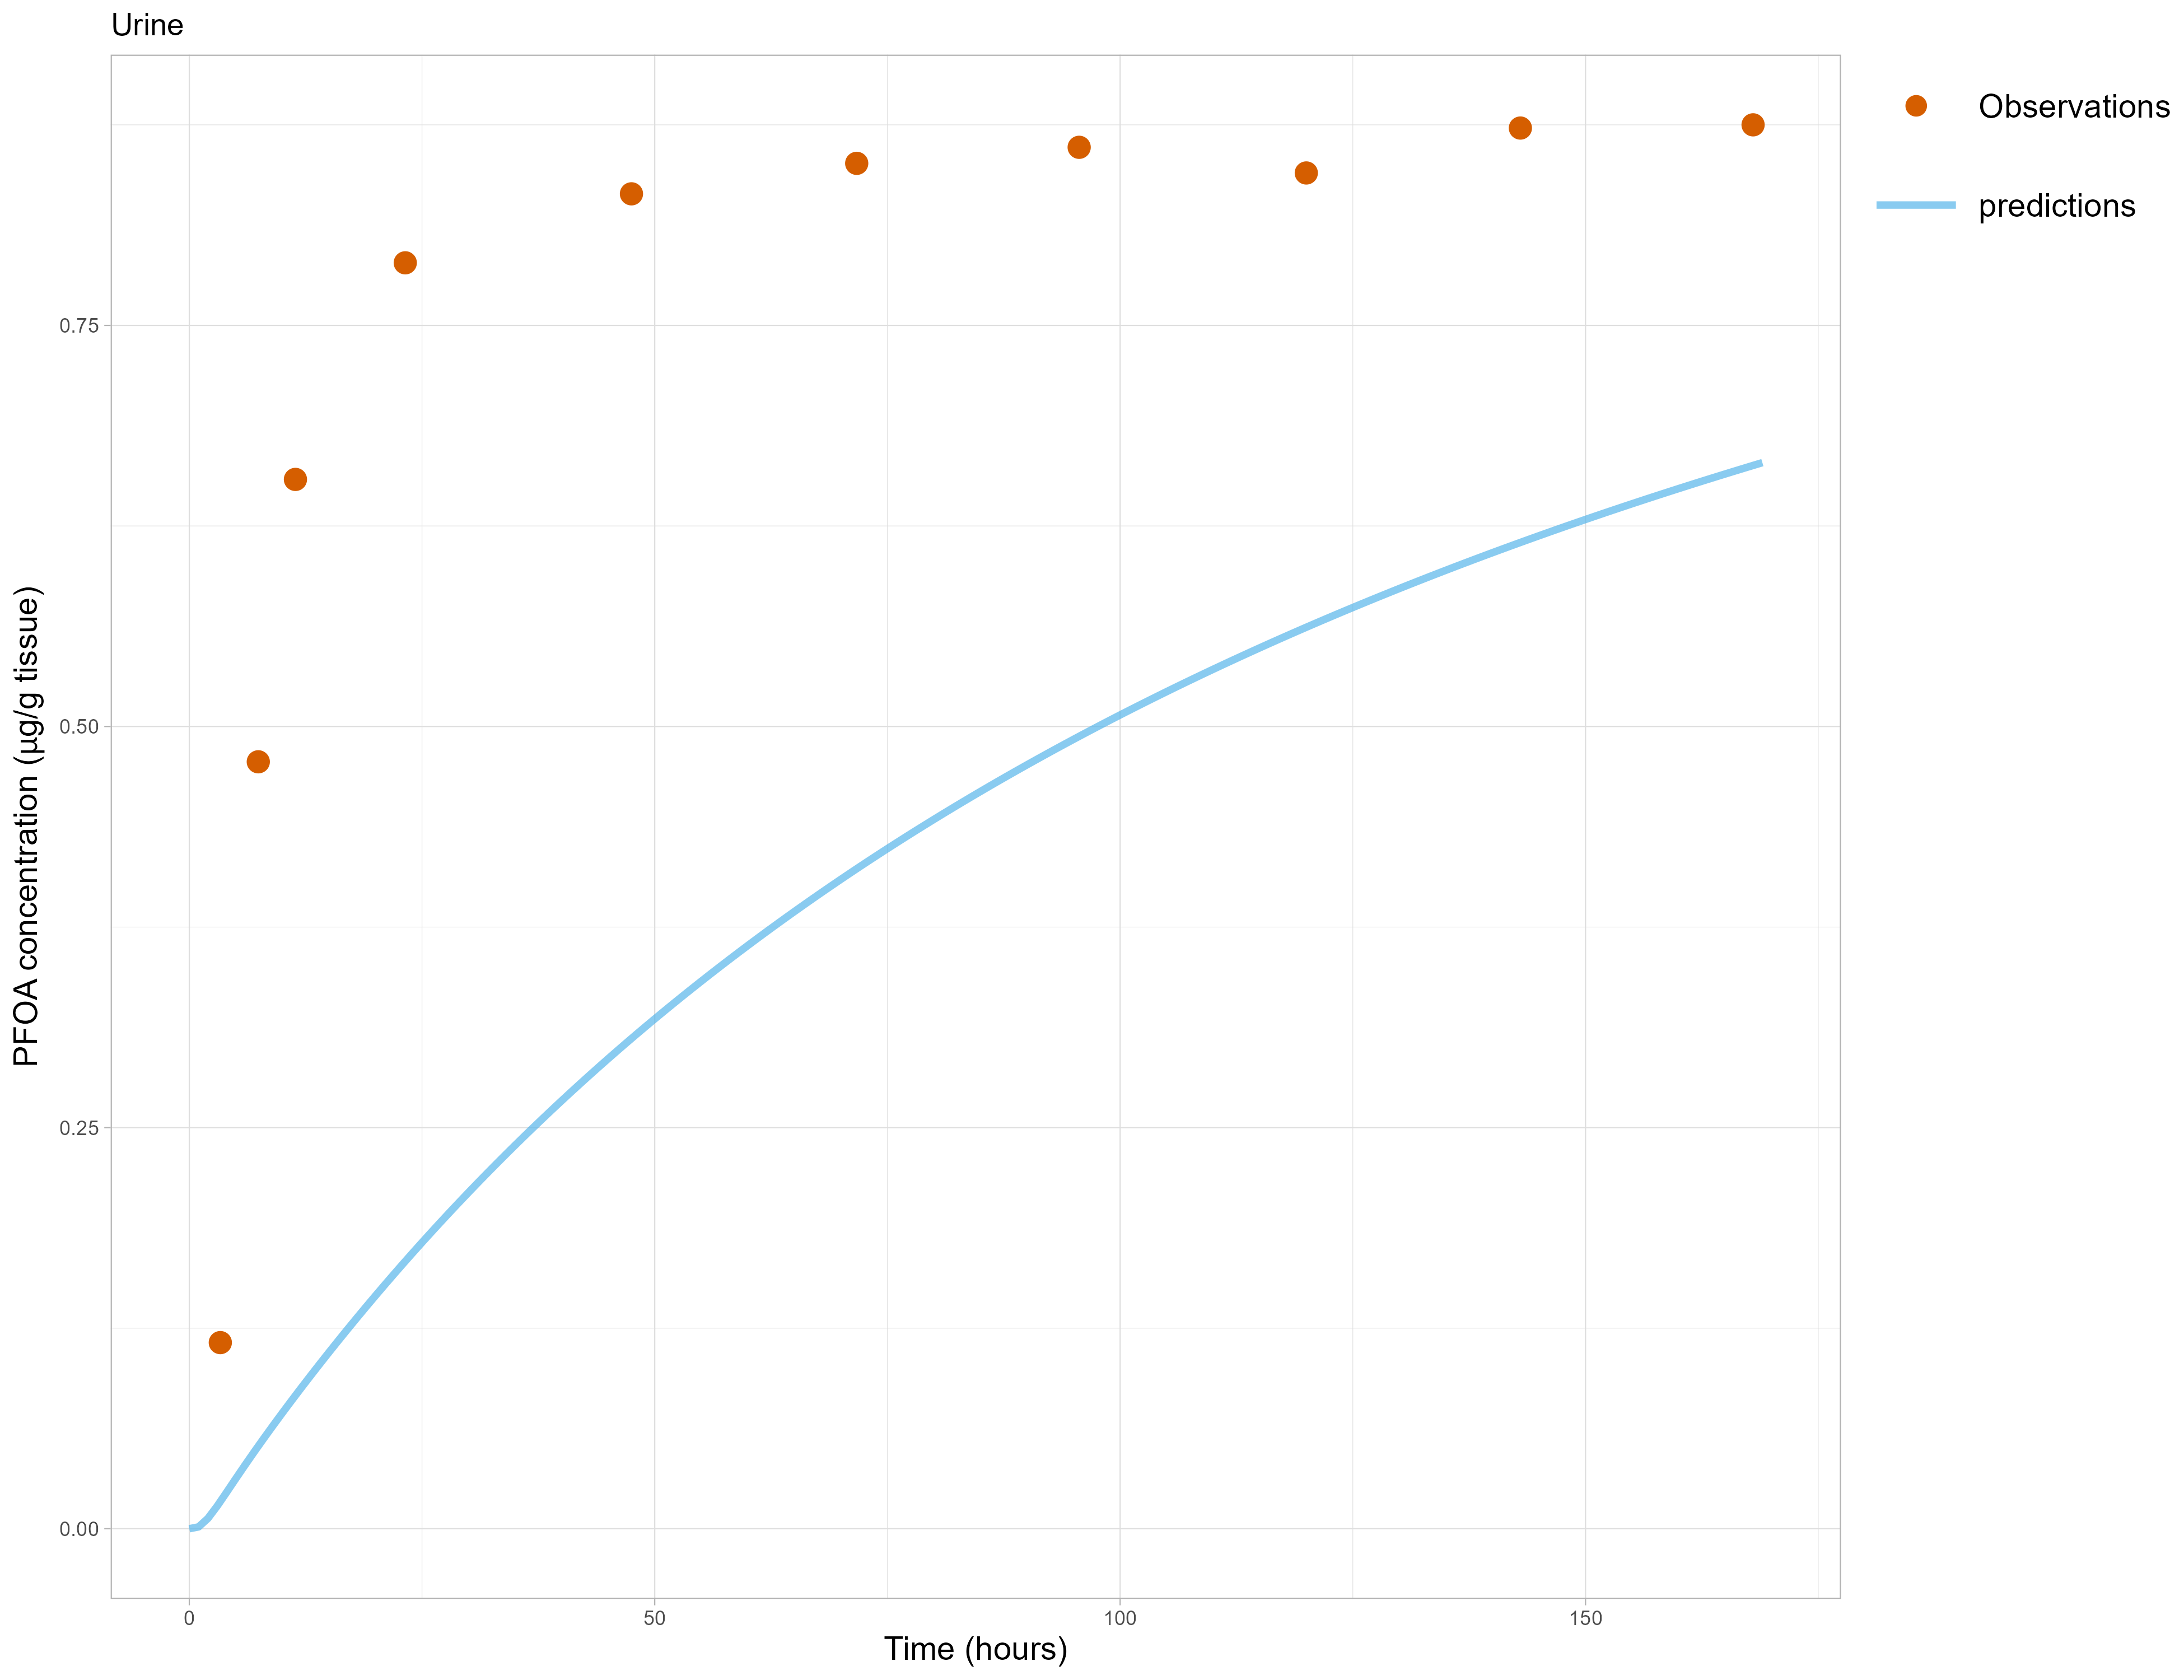 Urine
Observations
predictions
PFOA concentration (µg/g tissue)
0.75
0.50
0.25
0.00
0
50
100
150
Time (hours)